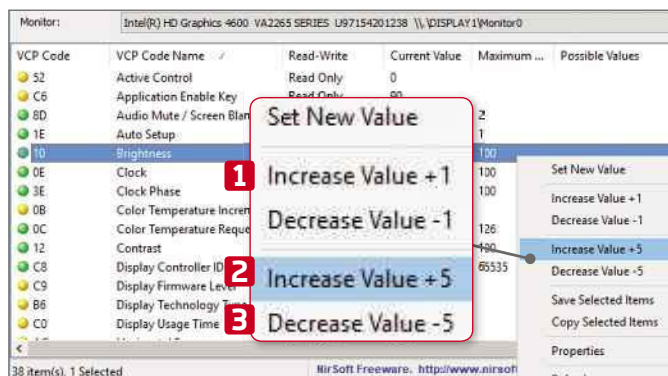 Monitor: Intel(R) HD Graphics 4600 VA2265 SERIES U97154201238 \\.\DISPLAY1\Monitor0
VCP Code VCP Code Name Read-Write Current Value Maximum ... Possible Values
52 Active Control Read Only 0
C6 Application Enable Key Read Only 90
8D Audio Mute / Screen Blan 2
1E Auto Setup 1
10 Brightness 100
0E Clock 100
3E Clock Phase 100
0B Color Temperature Increm
0C Color Temperature Reque 126
12 Contrast 100
C8 Display Controller ID 65535
C9 Display Firmware Level
B6 Display Technology
C0 Display Usage Time
Set New Value
1 Increase Value +1
Decrease Value -1
2 Increase Value +5
3 Decrease Value -5
Set New Value
Increase Value +1
Decrease Value -1
Increase Value +5
Decrease Value -5
Save Selected Items
Copy Selected Items
Properties
38 item(s), 1 Selected NirSoft Freeware. http://www.nirsoft